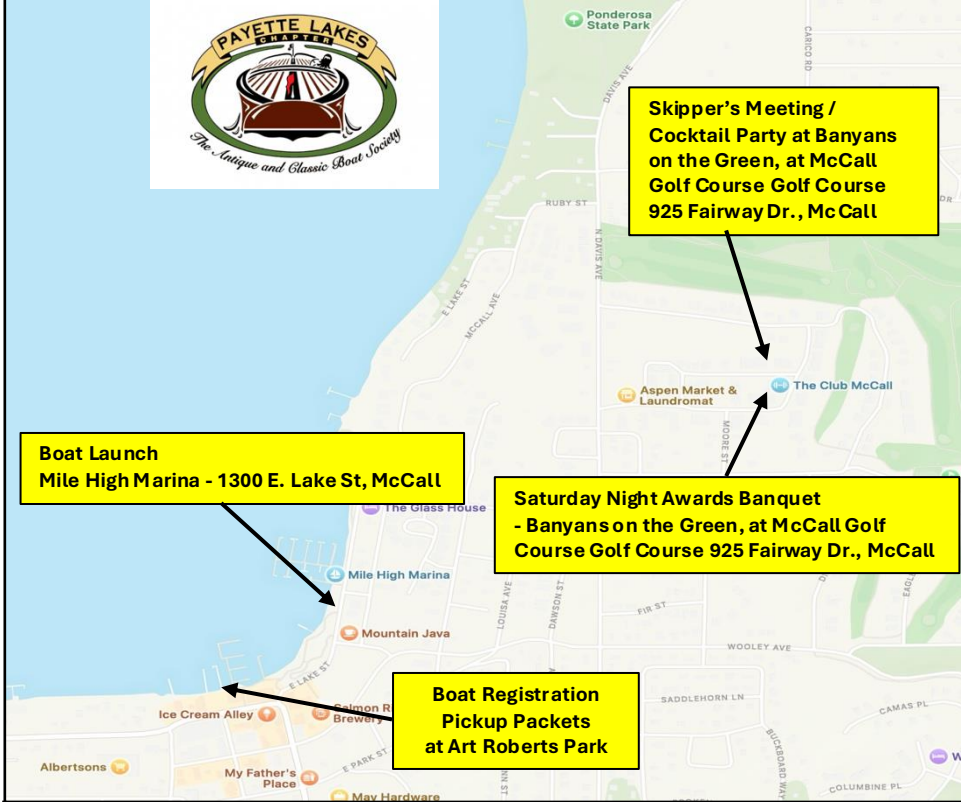 PAYETTE LAKES
CHAPTER
The Antique and Classic Boat Society
Ponderosa
State Park
CARICO RD
DAVIS AVE
Skipper's Meeting /
Cocktail Party at Banyans
on the Green, at McCall
Golf Course Golf Course
925 Fairway Dr., McCall
DR
RUBY ST
N DAVIS AVE
E LAKE ST
MCCALL AVE
The Club McCall
Aspen Market &
Laundromat
MOORE ST
Boat Launch
Mile High Marina - 1300 E. Lake St, McCall
Saturday Night Awards Banquet
- Banyans on the Green, at McCall Golf
Course Golf Course 925 Fairway Dr., McCall
The Glass House
Mile High Marina
LOUISA AVE
DAWSON ST
FIR ST
Mountain Java
WOOLEY AVE
E LAKE ST
Boat Registration
Pickup Packets
at Art Roberts Park
SADDLEHORN LN
CAMAS PL
Ice Cream Alley
Salmon R
Brewery
E PARK ST
BUCKBOARD WAY
Albertsons
My Father's
Place
May Hardware
COLUMBINE PL